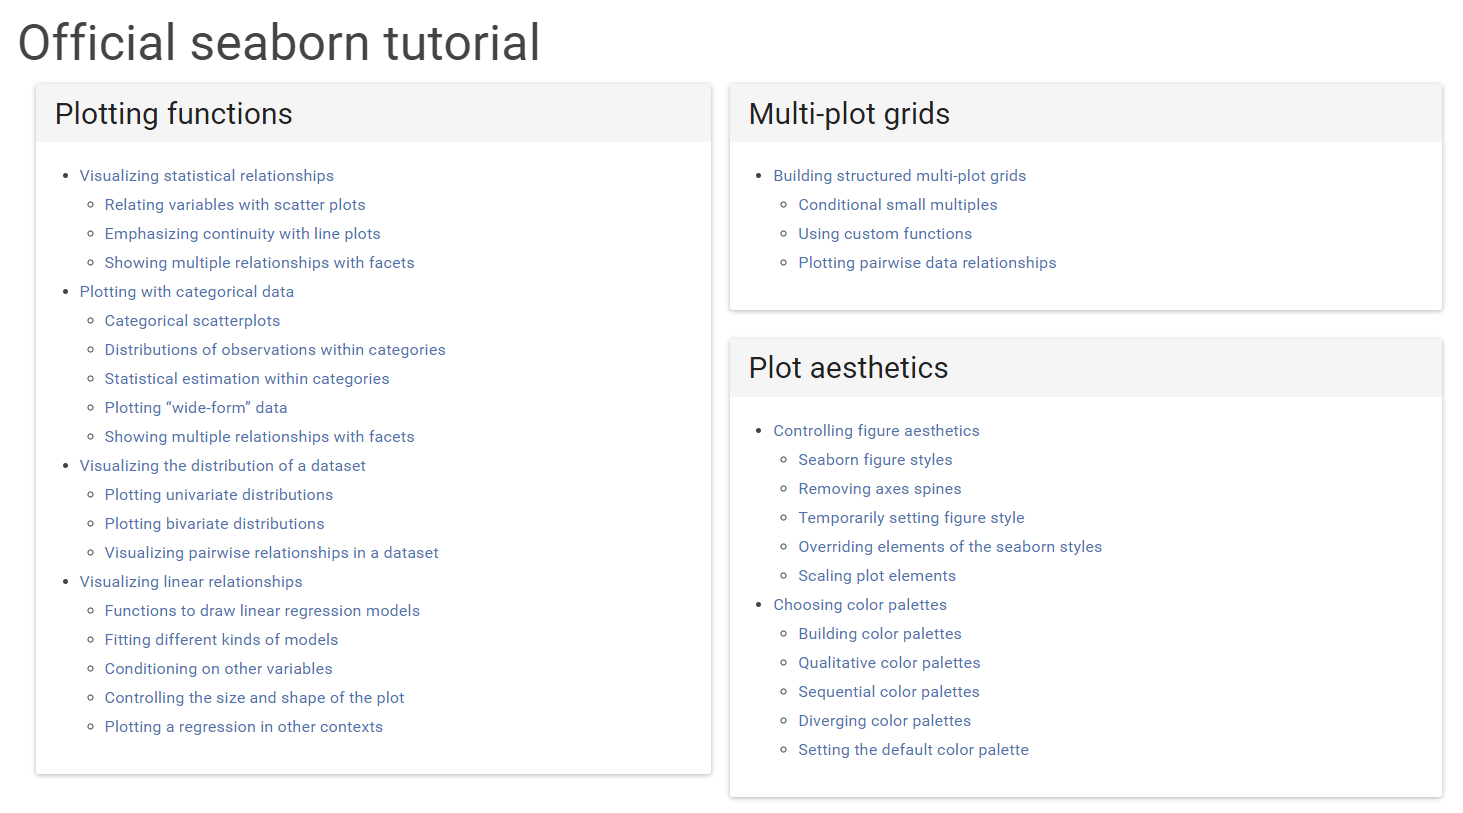 Official seaborn tutorial
Plotting functions
Visualizing statistical relationships
Relating variables with scatter plots
Emphasizing continuity with line plots
Showing multiple relationships with facets
Plotting with categorical data
Categorical scatterplots
Distributions of observations within categories
Statistical estimation within categories
Plotting “wide-form” data
Showing multiple relationships with facets
Visualizing the distribution of a dataset
Plotting univariate distributions
Plotting bivariate distributions
Visualizing pairwise relationships in a dataset
Visualizing linear relationships
Functions to draw linear regression models
Fitting different kinds of models
Conditioning on other variables
Controlling the size and shape of the plot
Plotting a regression in other contexts
Multi-plot grids
Building structured multi-plot grids
Conditional small multiples
Using custom functions
Plotting pairwise data relationships
Plot aesthetics
Controlling figure aesthetics
Seaborn figure styles
Removing axes spines
Temporarily setting figure style
Overriding elements of the seaborn styles
Scaling plot elements
Choosing color palettes
Building color palettes
Qualitative color palettes
Sequential color palettes
Diverging color palettes
Setting the default color palette